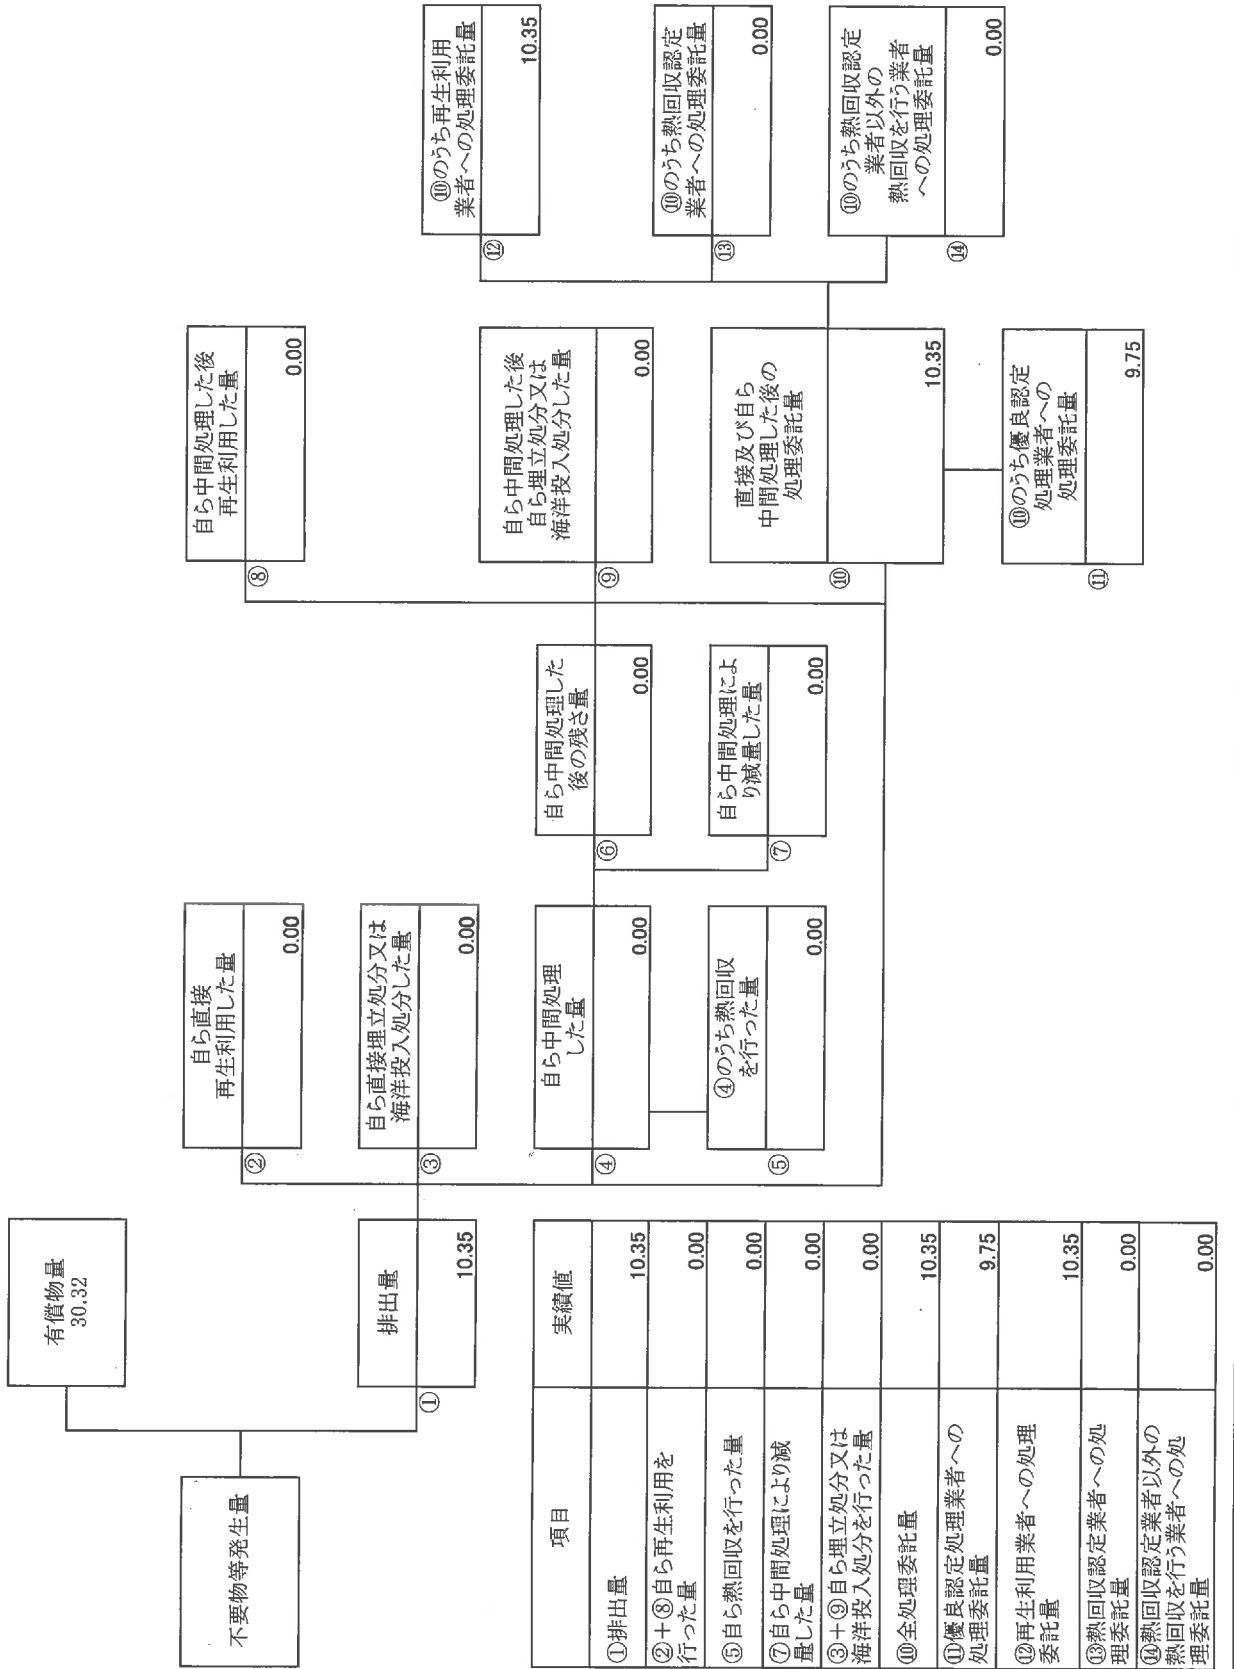 不要物等発生量
有償物量
30.32
排出量
①
10.35
自ら直接
再生利用した量
②
0.00
自ら直接埋立処分又は
海洋投入処分した量
③
0.00
自ら中間処理
した量
④
0.00
④のうち熱回収
を行った量
⑤
0.00
自ら中間処理した
後の残さ量
⑥
0.00
自ら中間処理によ
り減量した量
⑦
0.00
自ら中間処理した後
再生利用した量
⑧
0.00
自ら中間処理した後
自ら埋立処分又は
海洋投入処分した量
⑨
0.00
直接及び自ら
中間処理した後の
処理委託量
⑩
10.35
⑩のうち優良認定
処理業者への
処理委託量
⑪
9.75
⑩のうち再生利用
業者への処理委託量
⑫
10.35
⑩のうち熱回収認定
業者への処理委託量
⑬
0.00
⑩のうち熱回収認定
業者以外の
熱回収を行う業者
への処理委託量
⑭
0.00
項目 実績値
①排出量 10.35
②+⑧自ら再生利用を
行った量 0.00
⑤自ら熱回収を行った量 0.00
⑦自ら中間処理により減
量した量 0.00
③+⑨自ら埋立処分又は
海洋投入処分を行った量 0.00
⑩全処理委託量 10.35
⑪優良認定処理業者への
処理委託量 9.75
⑫再生利用業者への処理
委託量 10.35
⑬熱回収認定業者への処
理委託量 0.00
⑭熱回収認定業者以外の
熱回収を行う業者への処
理委託量 0.00